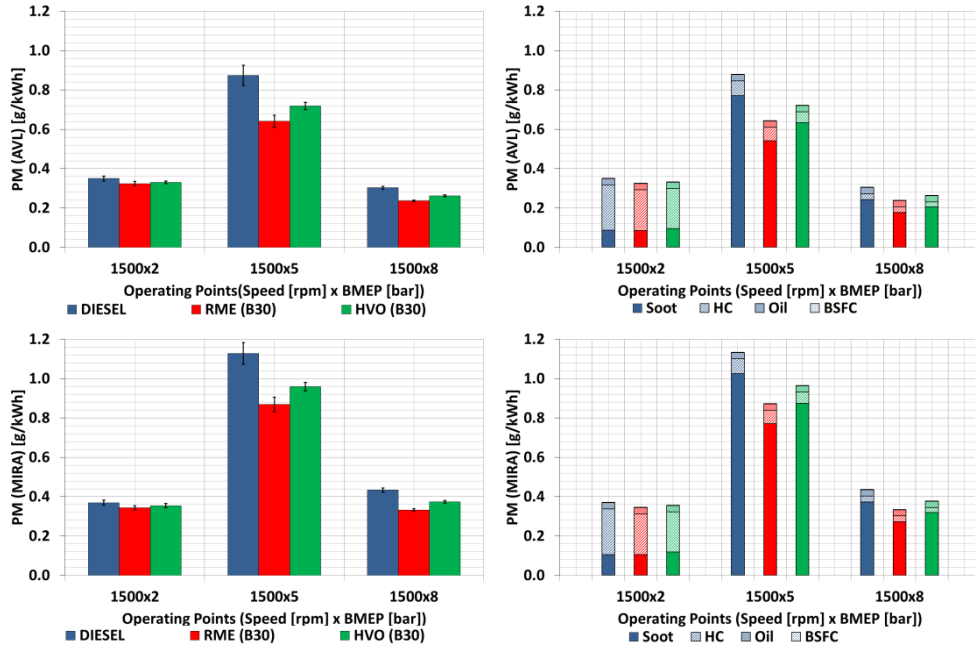 PM (AVL) [g/kWh]
1.2
1.0
0.8
0.6
0.4
0.2
0.0
1500x2 1500x5 1500x8
Operating Points(Speed [rpm] x BMEP [bar])
DIESEL RME (B30) HVO (B30)
PM (AVL) [g/kWh]
1.2
1.0
0.8
0.6
0.4
0.2
0.0
1500x2 1500x5 1500x8
Operating Points (Speed [rpm] x BMEP [bar])
Soot HC Oil BSFC
PM (MIRA) [g/kWh]
1.2
1.0
0.8
0.6
0.4
0.2
0.0
1500x2 1500x5 1500x8
Operating Points (Speed [rpm] x BMEP [bar])
DIESEL RME (B30) HVO (B30)
PM (MIRA) [g/kWh]
1.2
1.0
0.8
0.6
0.4
0.2
0.0
1500x2 1500x5 1500x8
Operating Points (Speed [rpm] x BMEP [bar])
Soot HC Oil BSFC